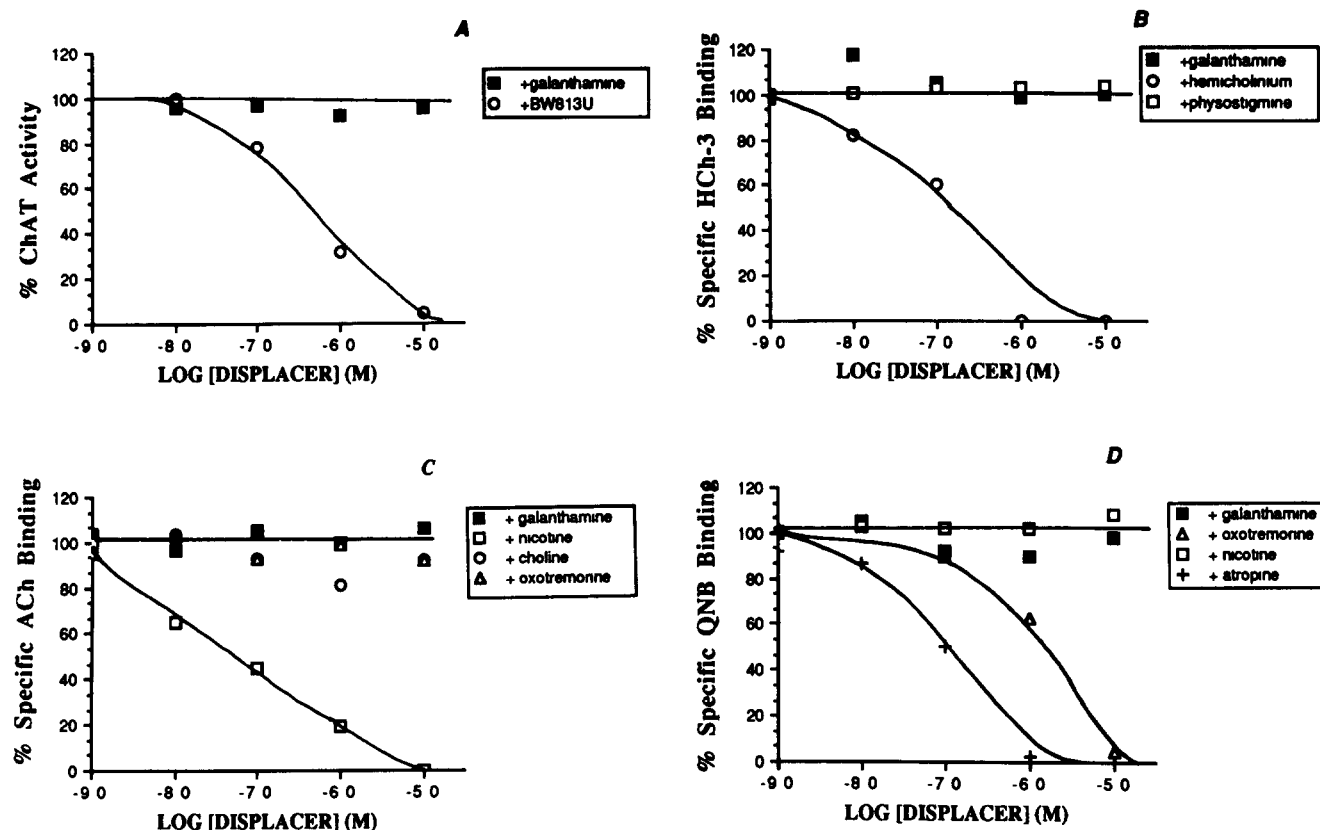 A
120
100
80
60
40
20
0
% ChAT Activity
-9 0 -8 0 -7 0 -6 0 -5 0
LOG [DISPLACER] (M)
+galanthamine
+BW813U
B
120
100
80
60
40
20
0
% Specific HCh-3 Binding
-9 0 -8 0 -7 0 -6 0 -5 0
LOG [DISPLACER] (M)
+galanthamine
+hemicholinium
+physostigmine
C
120
100
80
60
40
20
0
% Specific ACh Binding
-9 0 -8 0 -7 0 -6 0 -5 0
LOG [DISPLACER] (M)
+ galanthamine
+ nicotine
+ choline
+ oxotremorine
D
120
100
80
60
40
20
0
% Specific QNB Binding
-9 0 -8 0 -7 0 -6 0 -5 0
LOG [DISPLACER] (M)
+ galanthamine
+ oxotremorine
+ nicotine
+ atropine